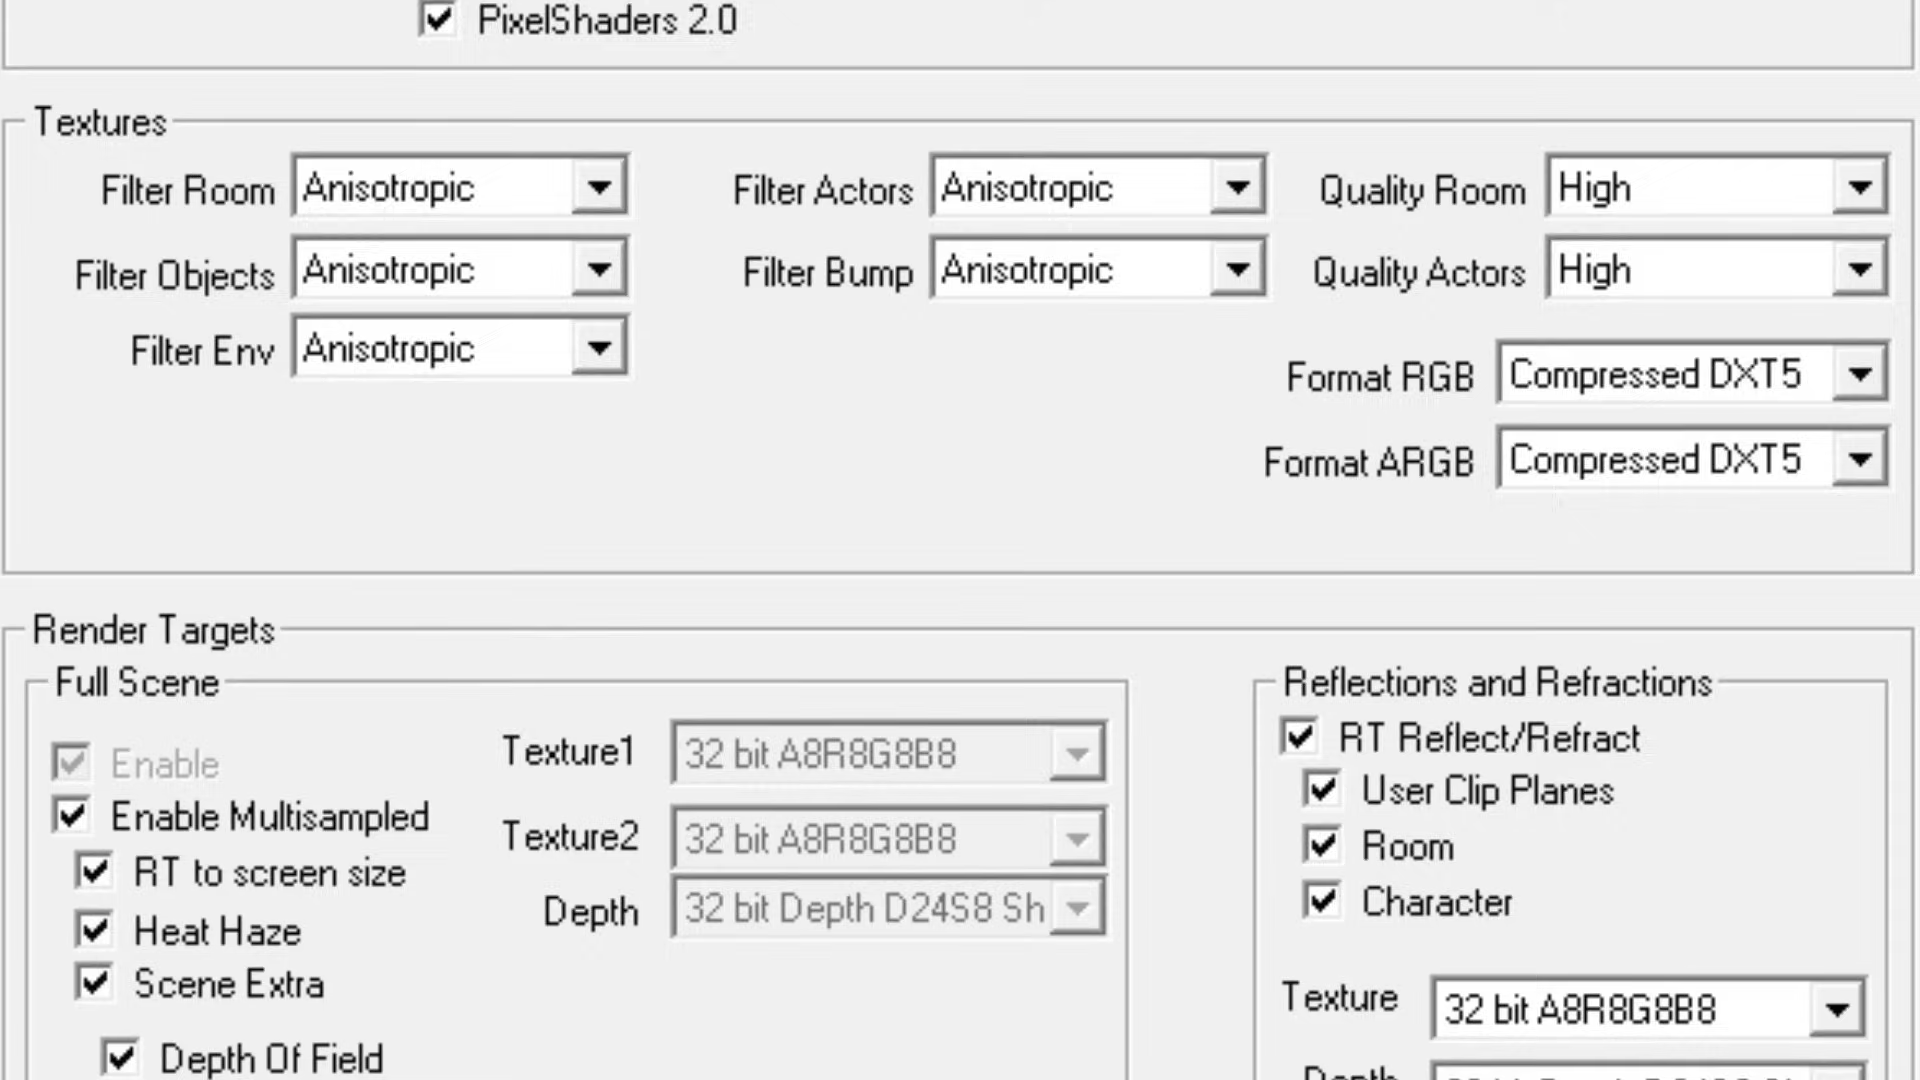 PixelShaders 2.0
Textures
Filter Room Anisotropic Filter Actors Anisotropic Quality Room High
Filter Objects Anisotropic Filter Bump Anisotropic Quality Actors High
Filter Env Anisotropic
Format RGB Compressed DXT5
Format ARGB Compressed DXT5
Render Targets
Full Scene
Enable
Enable Multisampled
RT to screen size
Heat Haze
Scene Extra
Depth Of Field
Texture1 32 bit A8R8G8B8
Texture2 32 bit A8R8G8B8
Depth 32 bit Depth D24S8 Sh
Reflections and Refractions
RT Reflect/Refract
User Clip Planes
Room
Character
Texture 32 bit A8R8G8B8
Depth